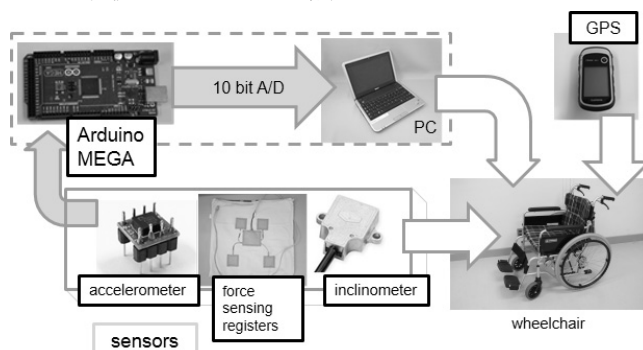 GPS
10 bit A/D
PC
Arduino
MEGA
accelerometer
force
sensing
registers
inclinometer
wheelchair
sensors